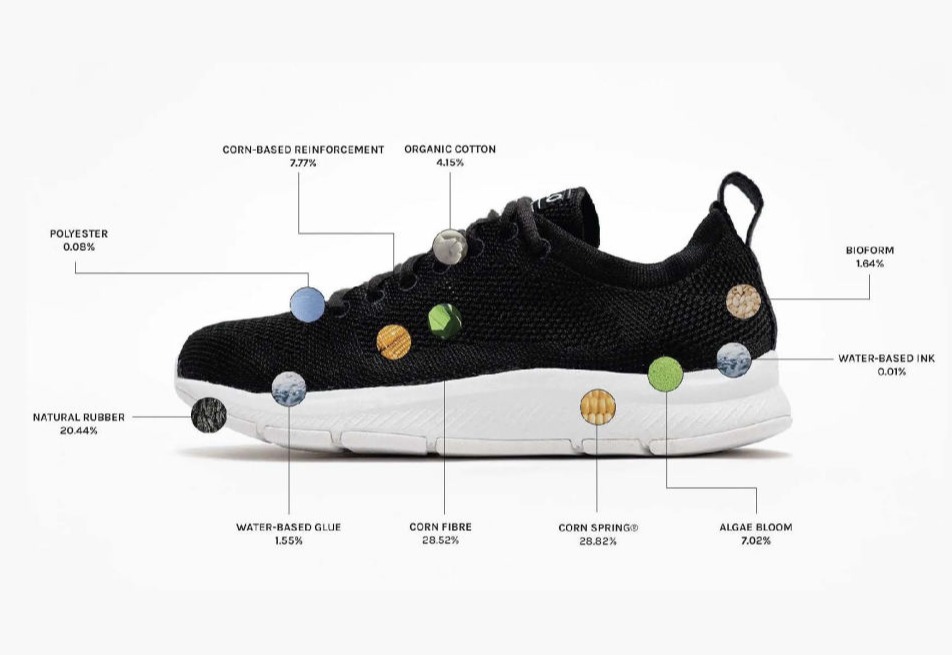 CORN-BASED REINFORCEMENT
7.77%
ORGANIC COTTON
4.15%
POLYESTER
0.08%
BIOFORM
1.64%
WATER-BASED INK
0.01%
NATURAL RUBBER
20.44%
WATER-BASED GLUE
1.55%
CORN FIBRE
28.52%
CORN SPRING®
28.82%
ALGAE BLOOM
7.02%